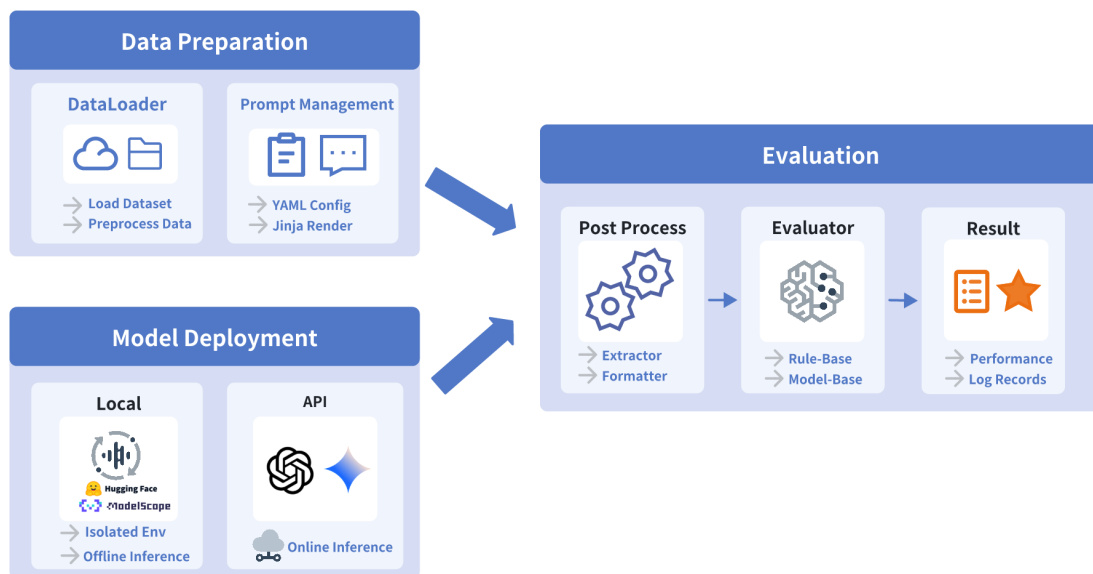 Data Preparation
DataLoader
Load Dataset
Preprocess Data
Prompt Management
YAML Config
Jinja Render
Model Deployment
Local
Hugging Face
ModelScope
Isolated Env
Offline Inference
API
Online Inference
Evaluation
Post Process
Extractor
Formatter
Evaluator
Rule-Base
Model-Base
Result
Performance
Log Records